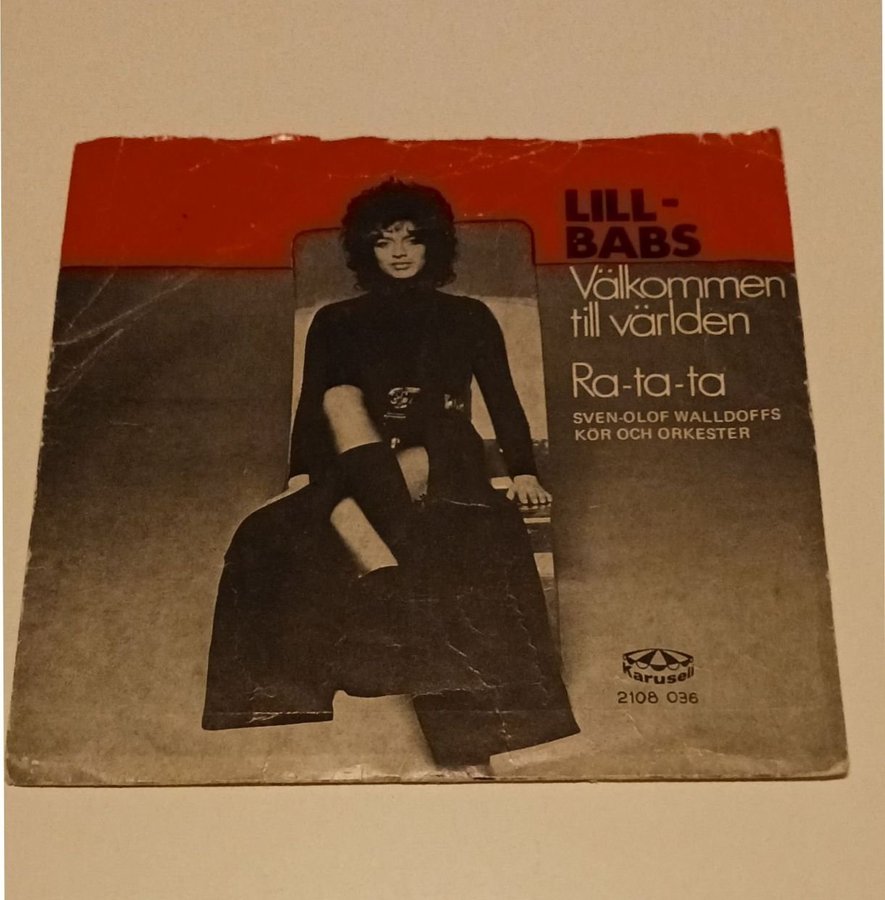 LILL-
BABS
Välkommen
till världen
Ra-ta-ta
SVEN-OLOF WALLDOFFS
KÖR OCH ORKESTER
Karusell
2108 036